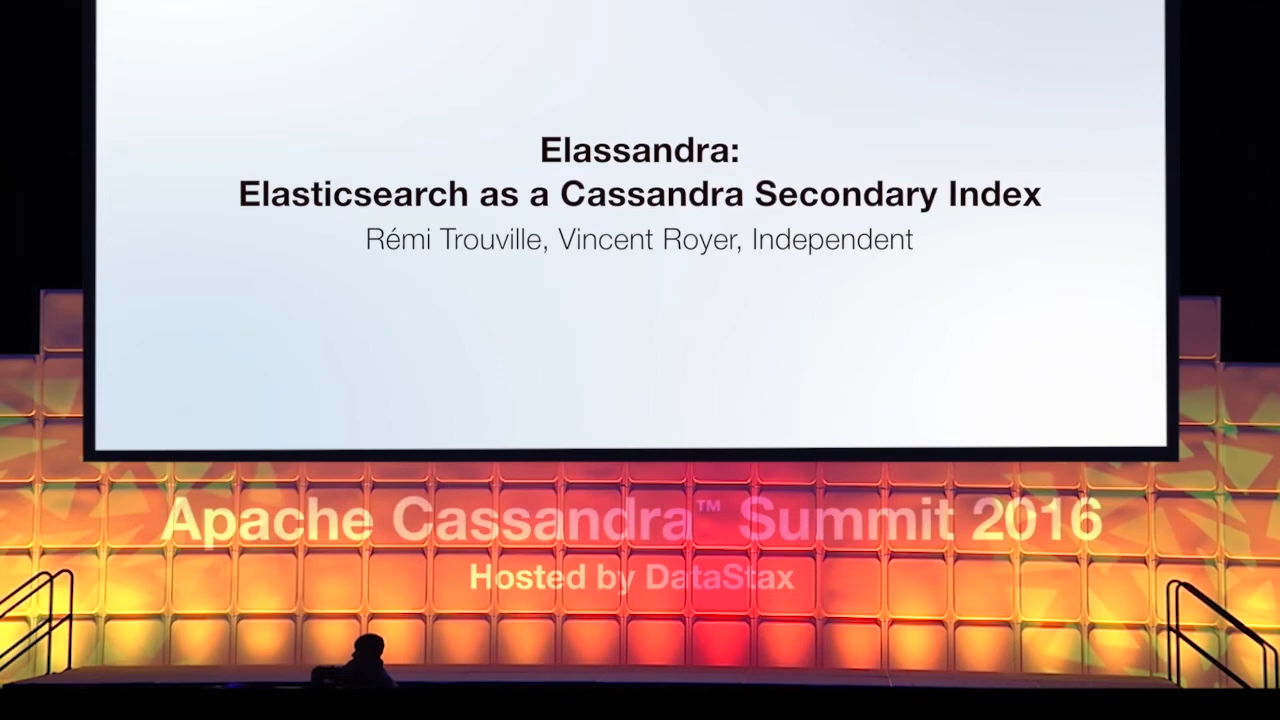 Elassandra:
Elasticsearch as a Cassandra Secondary Index
Rémi Trouville, Vincent Royer, Independent
Apache Cassandra™ Summit 2016
Hosted by DataStax